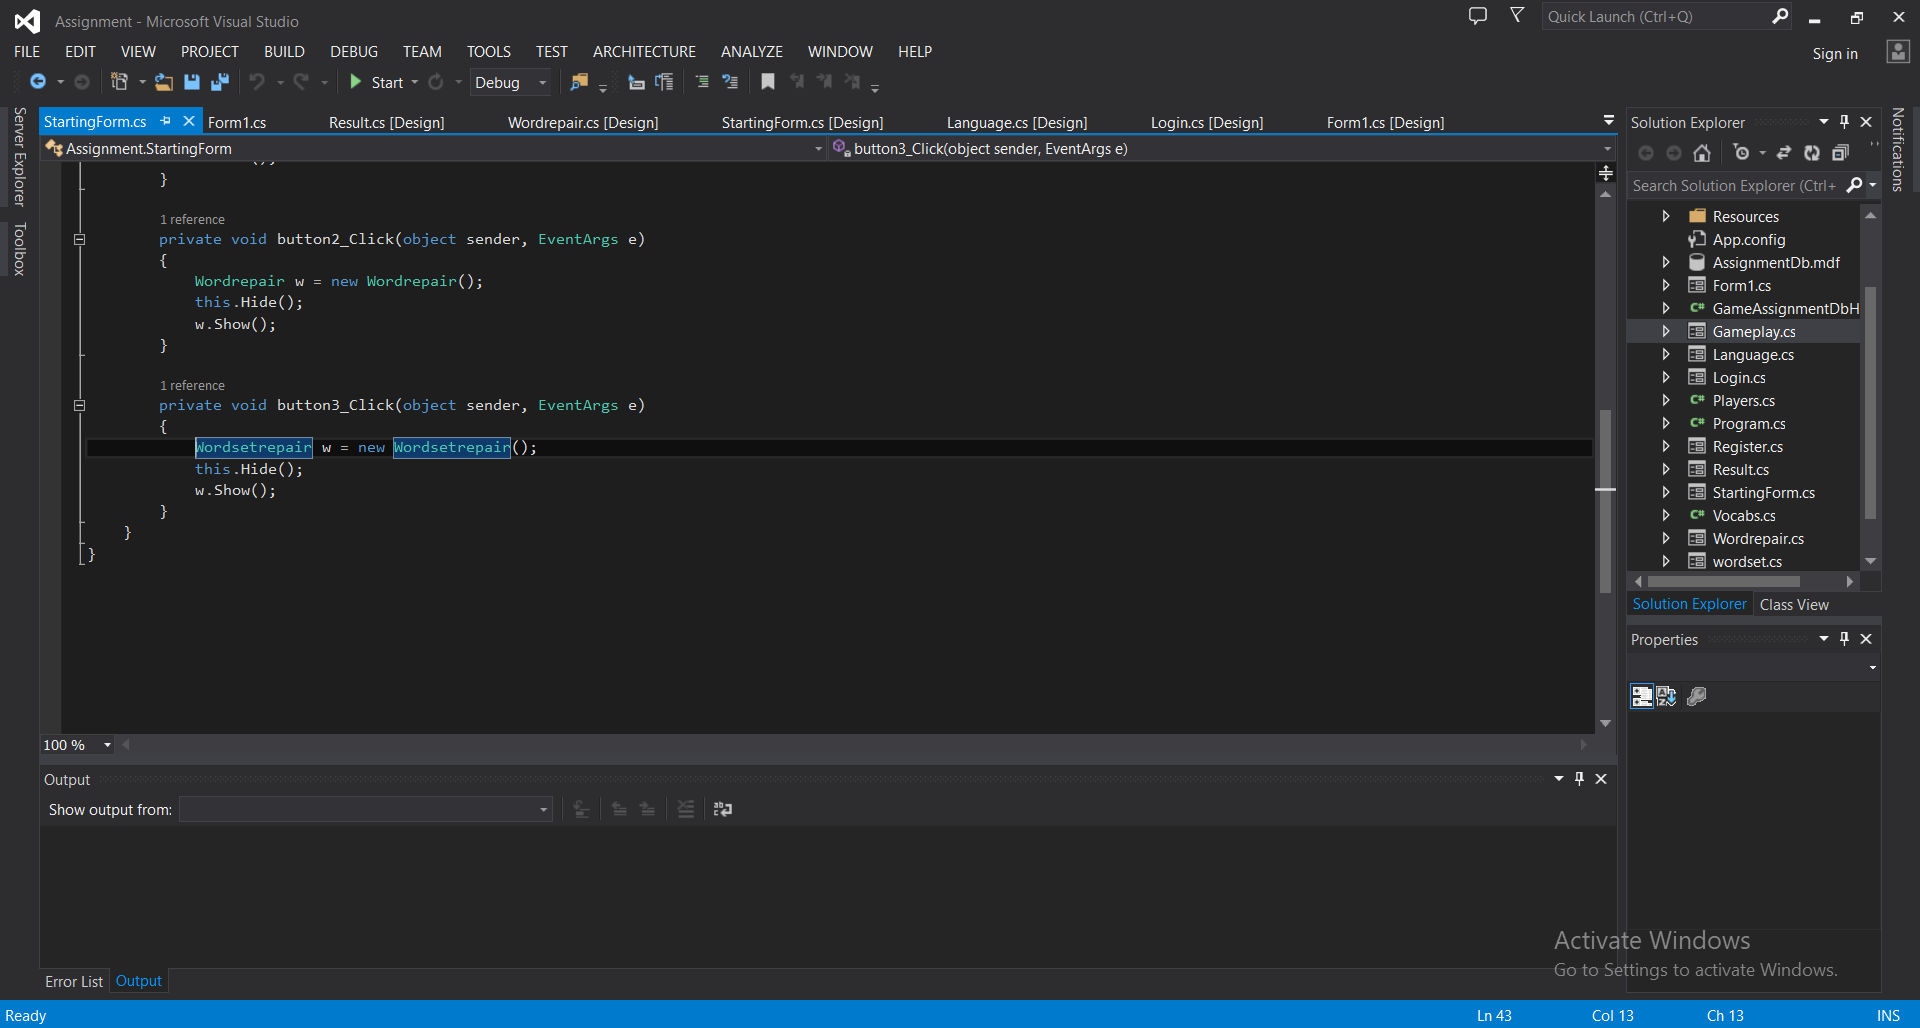 Assignment - Microsoft Visual Studio
Quick Launch (Ctrl+Q)
FILE EDIT VIEW PROJECT BUILD DEBUG TEAM TOOLS TEST ARCHITECTURE ANALYZE WINDOW HELP
Sign in
Start Debug
Server Explorer
Toolbox
StartingForm.cs Form1.cs Result.cs [Design] Wordrepair.cs [Design] StartingForm.cs [Design] Language.cs [Design] Login.cs [Design] Form1.cs [Design]
Assignment.StartingForm button3_Click(object sender, EventArgs e)
}
1 reference
private void button2_Click(object sender, EventArgs e)
{
Wordrepair w = new Wordrepair();
this.Hide();
w.Show();
}
1 reference
private void button3_Click(object sender, EventArgs e)
{
Wordsetrepair w = new Wordsetrepair();
this.Hide();
w.Show();
}
}
}
100 %
Output
Show output from:
Error List Output
Solution Explorer
Search Solution Explorer (Ctrl+
Resources
App.config
AssignmentDb.mdf
Form1.cs
GameAssignmentDbH
Gameplay.cs
Language.cs
Login.cs
Players.cs
Program.cs
Register.cs
Result.cs
StartingForm.cs
Vocabs.cs
Wordrepair.cs
wordset.cs
Solution Explorer Class View
Properties
Notifications
Activate Windows
Go to Settings to activate Windows.
Ready Ln 43 Col 13 Ch 13 INS